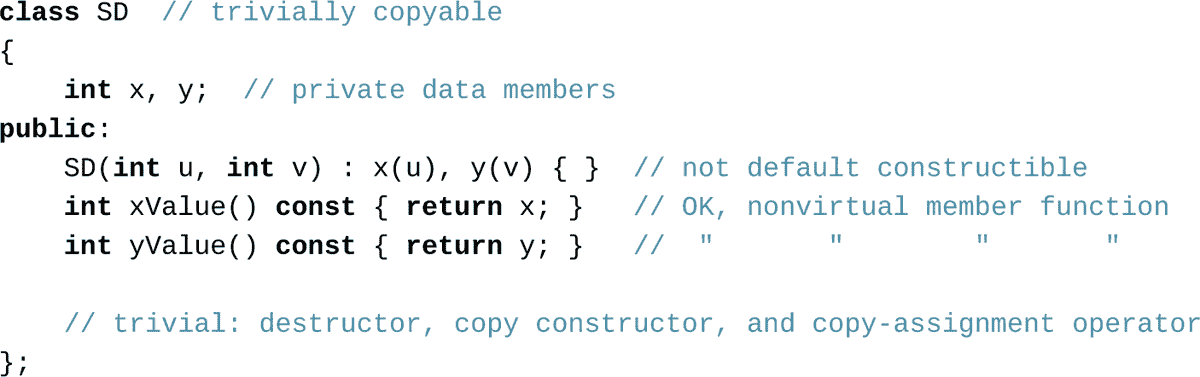 class SD  // trivially copyable
{
    int x, y;  // private data members
public:
    SD(int u, int v) : x(u), y(v) { }  // not default constructible
    int xValue() const { return x; }   // OK, nonvirtual member function
    int yValue() const { return y; }   //  "       "        "       "

    // trivial: destructor, copy constructor, and copy-assignment operator
};